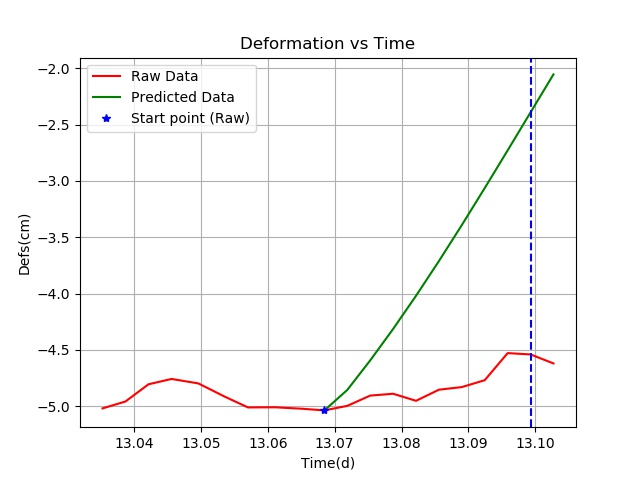 Deformation vs Time
Raw Data
Predicted Data
Start point (Raw)
−2.0
−2.5
−3.0
−3.5
−4.0
−4.5
−5.0
Defs(cm)
13.04 13.05 13.06 13.07 13.08 13.09 13.10
Time(d)